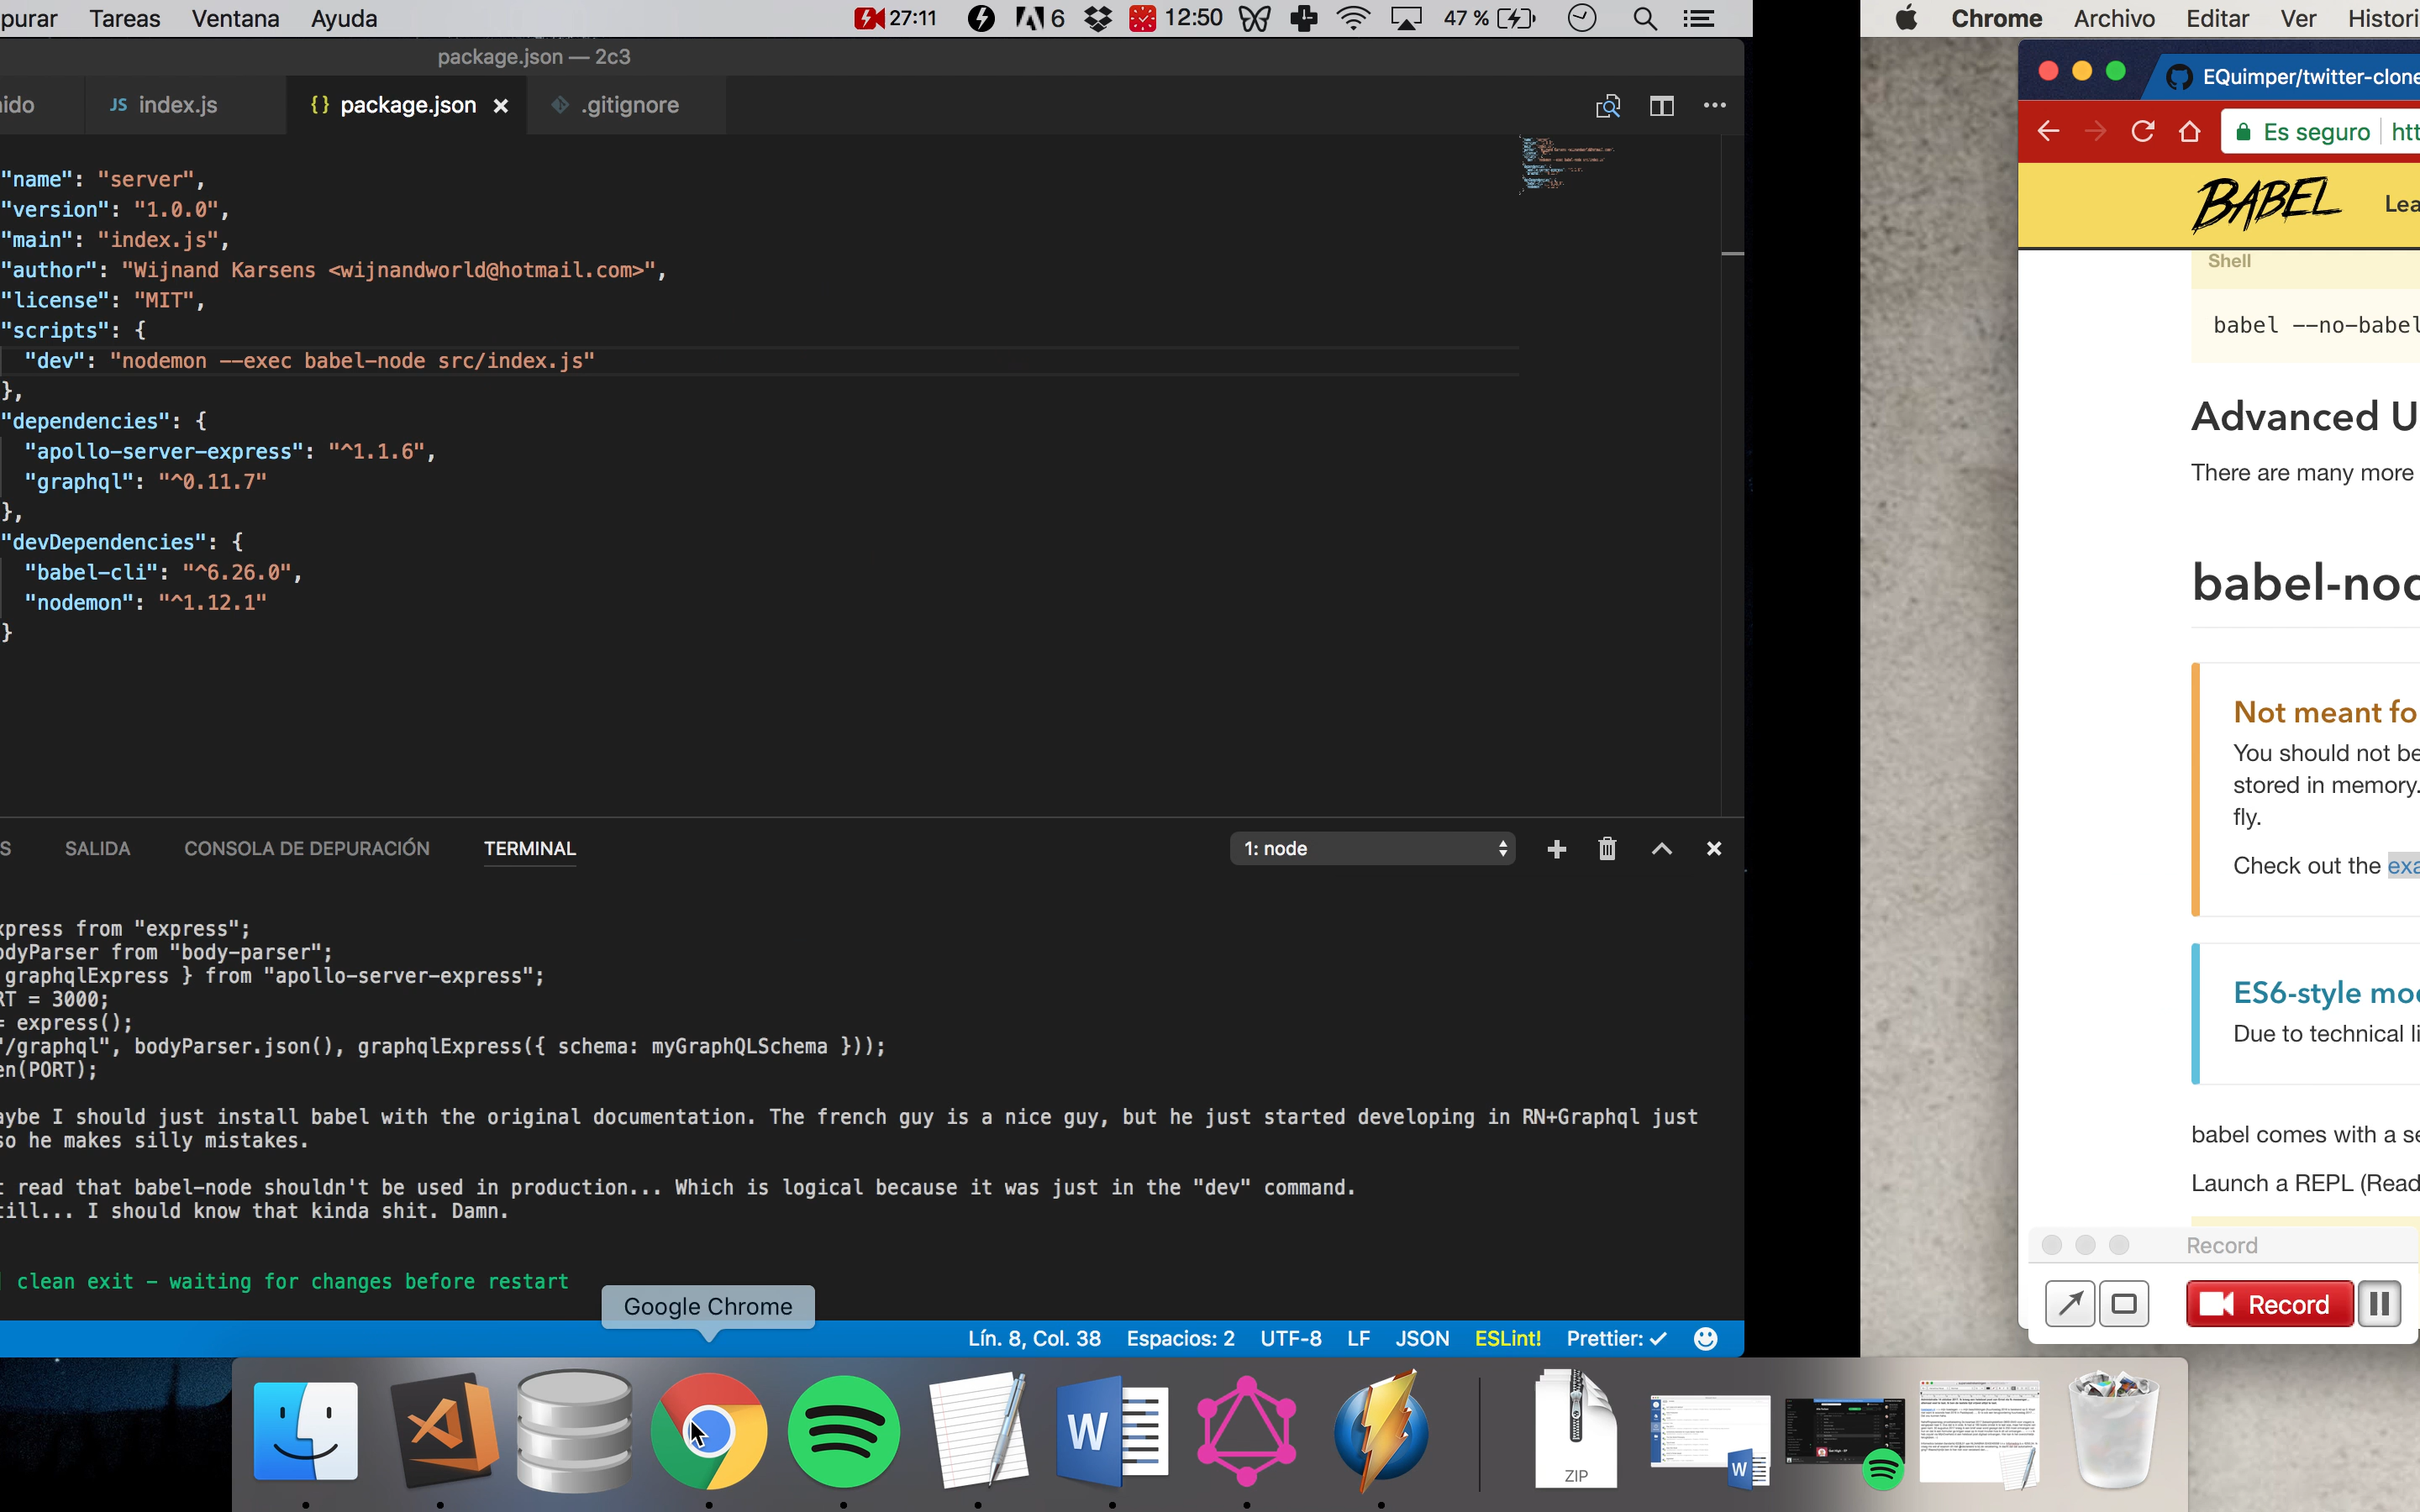 purar Tareas Ventana Ayuda 27:11 6 12:50 47 %
package.json — 2c3
ido JS index.js {} package.json × .gitignore
"name": "server",
"version": "1.0.0",
"main": "index.js",
"author": "Wijnand Karsens <wijnandworld@hotmail.com>",
"license": "MIT",
"scripts": {
"dev": "nodemon --exec babel-node src/index.js"
},
"dependencies": {
"apollo-server-express": "^1.1.6",
"graphql": "^0.11.7"
},
"devDependencies": {
"babel-cli": "^6.26.0",
"nodemon": "^1.12.1"
}
S SALIDA CONSOLA DE DEPURACIÓN TERMINAL 1: node
xpress from "express";
odyParser from "body-parser";
graphqlExpress } from "apollo-server-express";
RT = 3000;
= express();
"/graphql", bodyParser.json(), graphqlExpress({ schema: myGraphQLSchema }));
en(PORT);
aybe I should just install babel with the original documentation. The french guy is a nice guy, but he just started developing in RN+Graphql just
so he makes silly mistakes.
t read that babel-node shouldn't be used in production... Which is logical because it was just in the "dev" command.
till... I should know that kinda shit. Damn.
clean exit - waiting for changes before restart
Google Chrome
Lín. 8, Col. 38 Espacios: 2 UTF-8 LF JSON ESLint! Prettier: ✓
W
ZIP
W
Chrome Archivo Editar Ver Histori
EQuimper/twitter-clone
Es seguro htt
BABEL Lea
Shell
babel --no-babel
Advanced U
There are many more
babel-nod
Not meant fo
You should not be
stored in memory.
fly.
Check out the exa
ES6-style mod
Due to technical li
babel comes with a se
Launch a REPL (Read
Record
Record